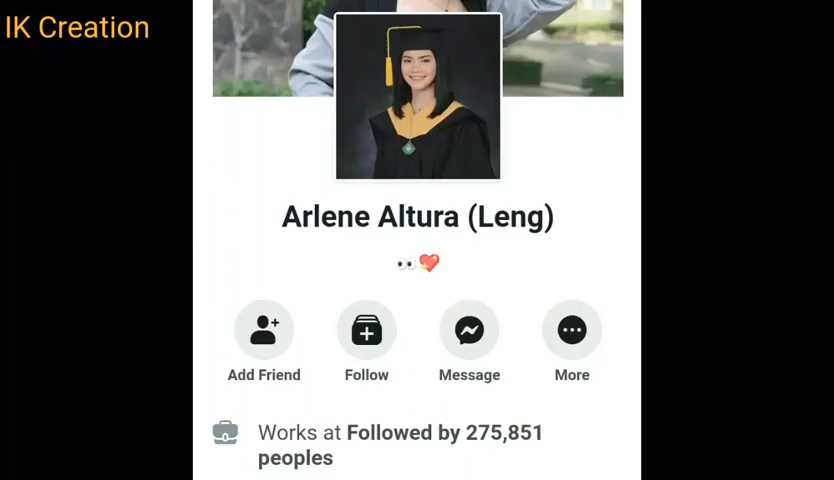 IK Creation
Arlene Altura (Leng)
👀💖
Add Friend
Follow
Message
More
Works at Followed by 275,851
peoples